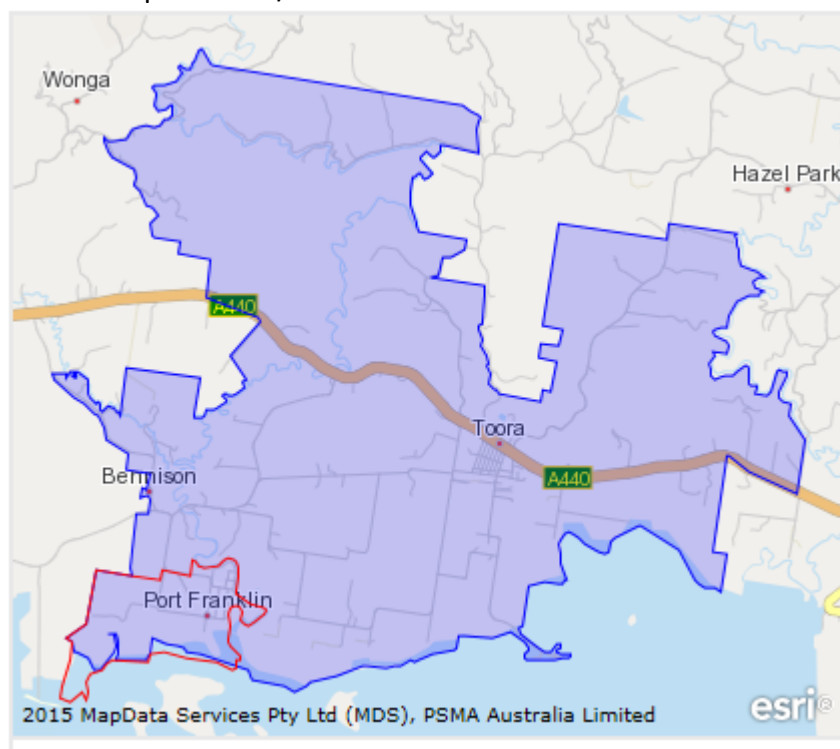 Wonga
Hazel Park
A440
Toora
A440
Bennison
Port Franklin
2015 MapData Services Pty Ltd (MDS), PSMA Australia Limited
esri®